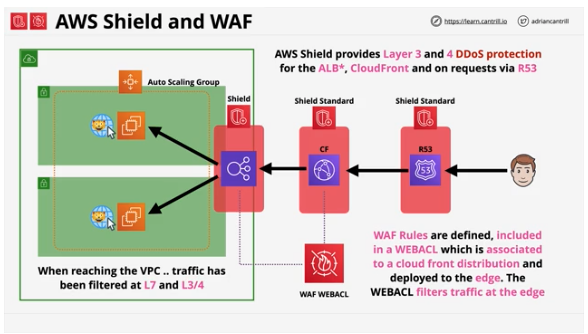 AWS Shield and WAF
https://learn.cantrill.io
adriancantrill
AWS Shield provides Layer 3 and 4 DDoS protection
for the ALB*, CloudFront and on requests via R53
Auto Scaling Group
Shield
Shield Standard
Shield Standard
CF
R53
53
WAF Rules are defined, included
in a WEBACL which is associated
to a cloud front distribution and
deployed to the edge. The
WEBACL filters traffic at the edge
When reaching the VPC .. traffic has
been filtered at L7 and L3/4
WAF WEBACL